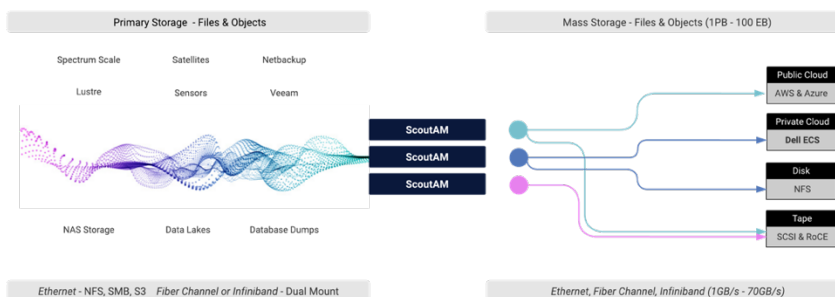 Primary Storage - Files & Objects
Mass Storage - Files & Objects (1PB - 100 EB)
Spectrum Scale
Satellites
Netbackup
Lustre
Sensors
Veeam
ScoutAM
ScoutAM
ScoutAM
NAS Storage
Data Lakes
Database Dumps
Public Cloud
AWS & Azure
Private Cloud
Dell ECS
Disk
NFS
Tape
SCSI & RoCE
Ethernet - NFS, SMB, S3 Fiber Channel or Infiniband - Dual Mount
Ethernet, Fiber Channel, Infiniband (1GB/s - 70GB/s)